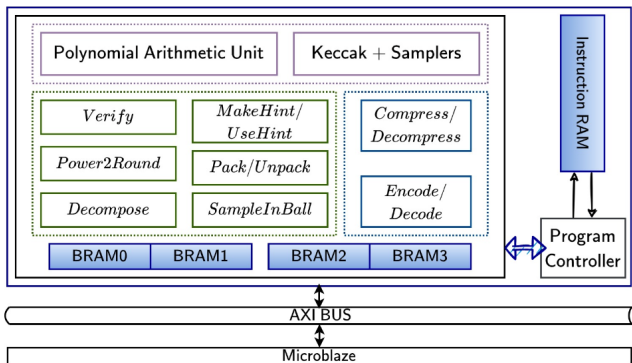 Polynomial Arithmetic Unit
Keccak + Samplers
Instruction RAM
Verify
MakeHint/
UseHint
Compress/
Decompress
Power2Round
Pack/Unpack
Decompose
SampleInBall
Encode/
Decode
Program
Controller
BRAM0
BRAM1
BRAM2
BRAM3
AXI BUS
Microblaze